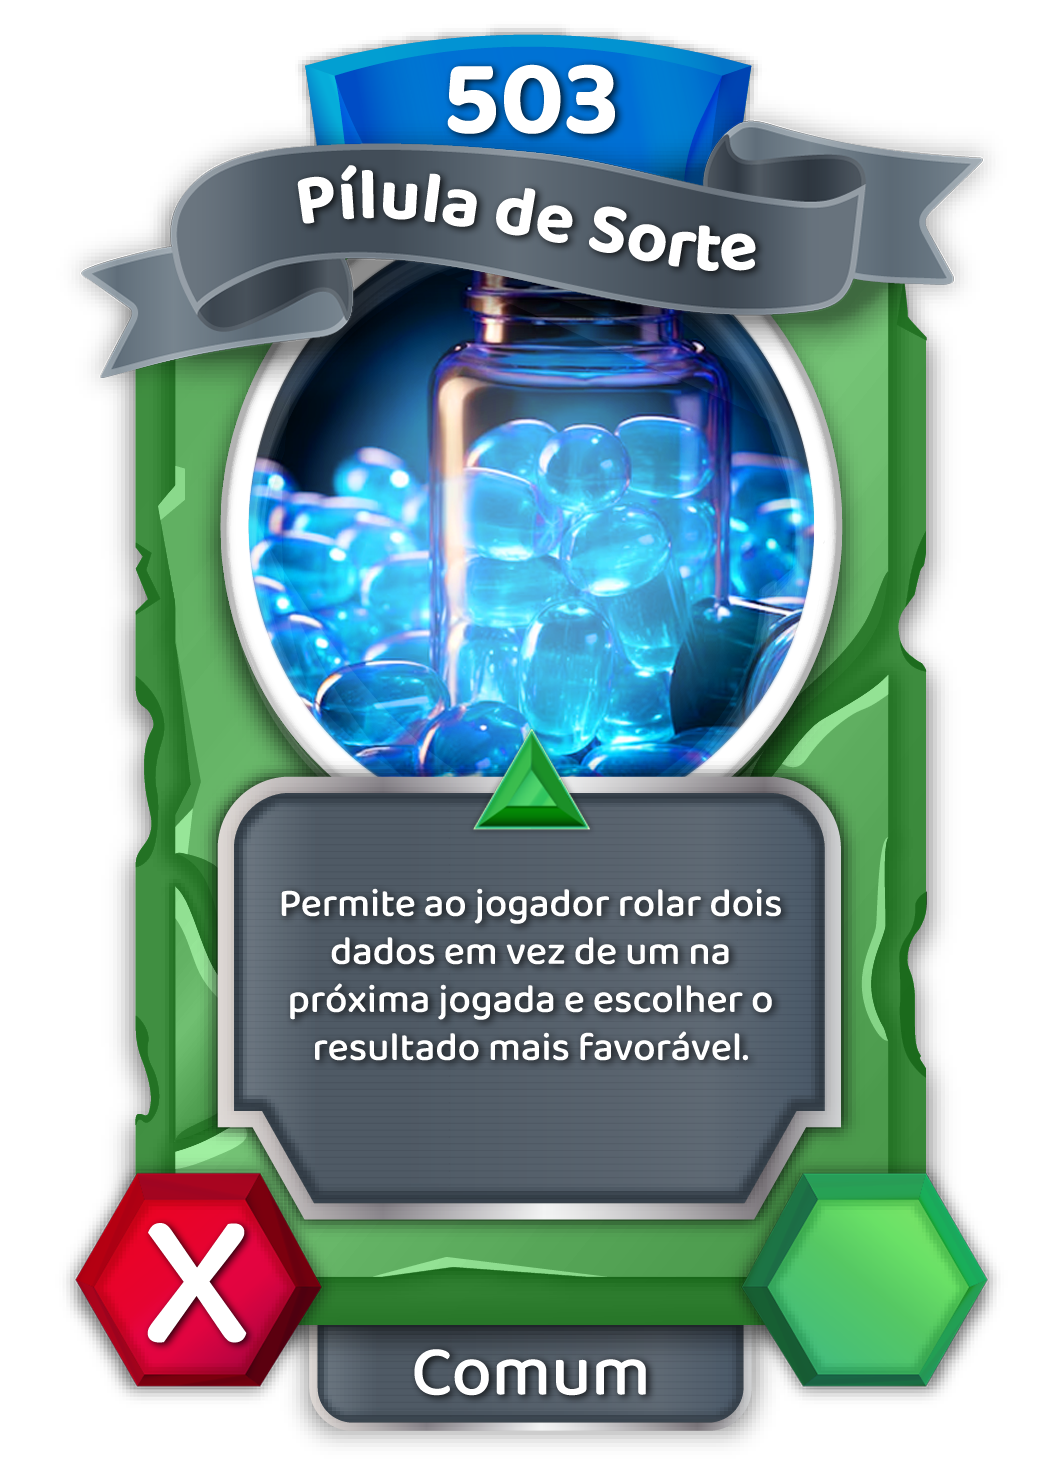 503
Pílula de Sorte
Permite ao jogador rolar dois
dados em vez de um na
próxima jogada e escolher o
resultado mais favorável.
X
Comum